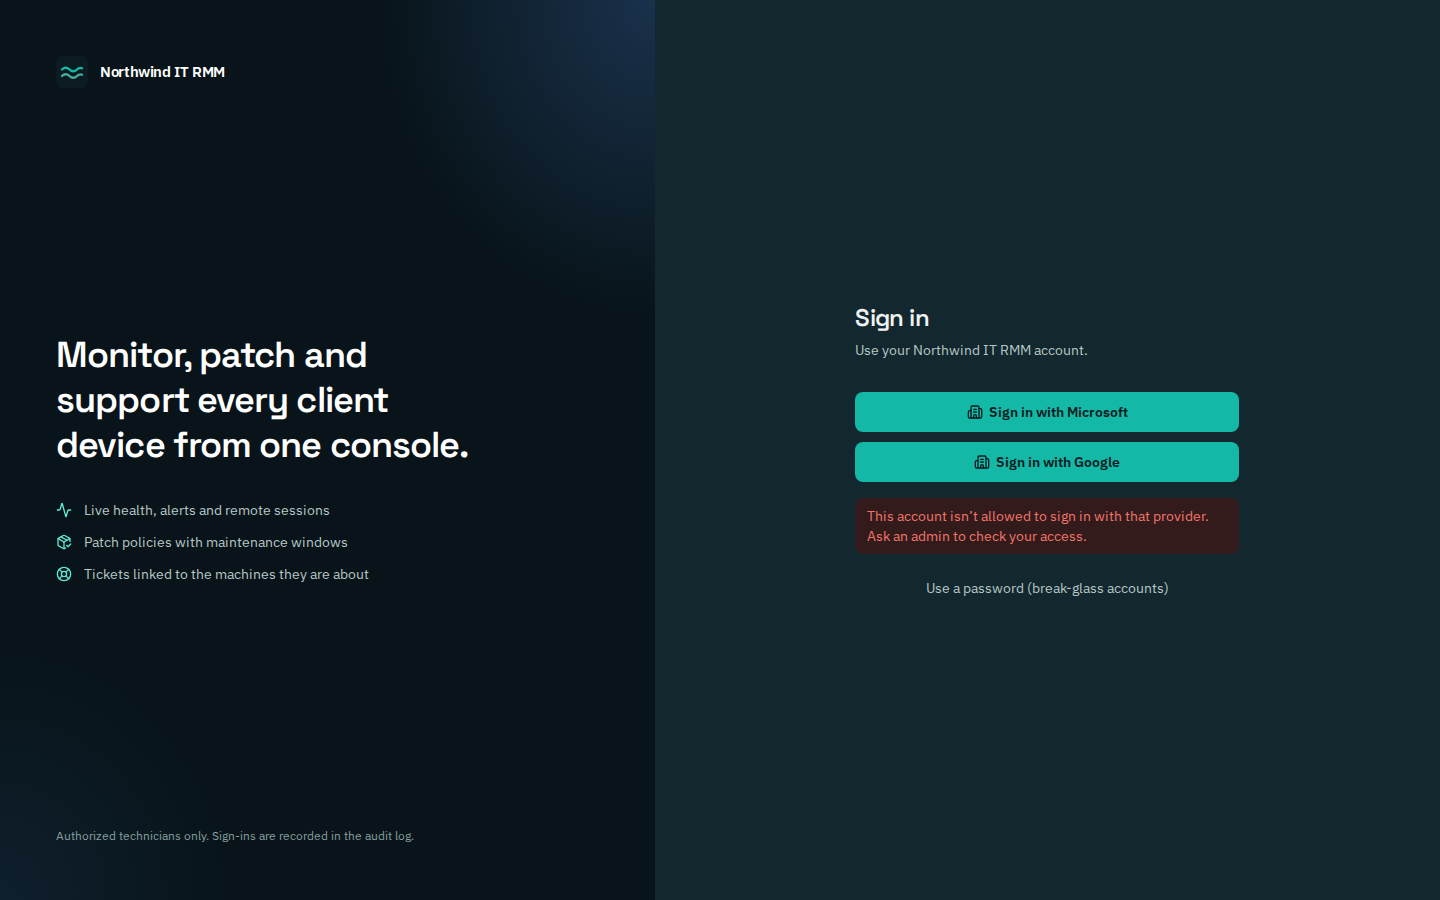 Northwind IT RMM
Monitor, patch and
support every client
device from one console.
Live health, alerts and remote sessions
Patch policies with maintenance windows
Tickets linked to the machines they are about
Authorized technicians only. Sign-ins are recorded in the audit log.
Sign in
Use your Northwind IT RMM account.
Sign in with Microsoft
Sign in with Google
This account isn’t allowed to sign in with that provider.
Ask an admin to check your access.
Use a password (break-glass accounts)